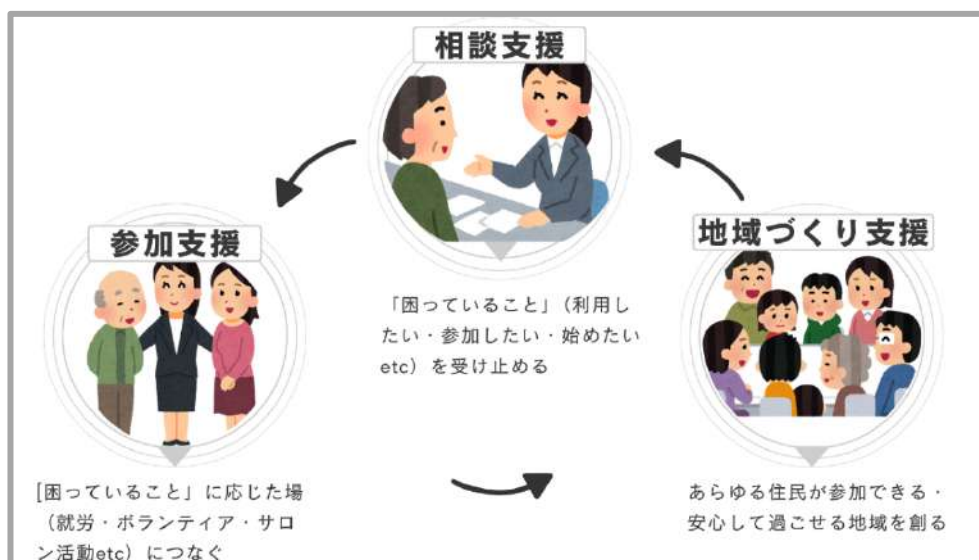 相談支援
「困っていること」（利用し
たい・参加したい・始めたい
etc）を受け止める
参加支援
[困っていること」に応じた場
（就労・ボランティア・サロ
ン活動etc）につなぐ
地域づくり支援
あらゆる住民が参加できる・
安心して過ごせる地域を創る